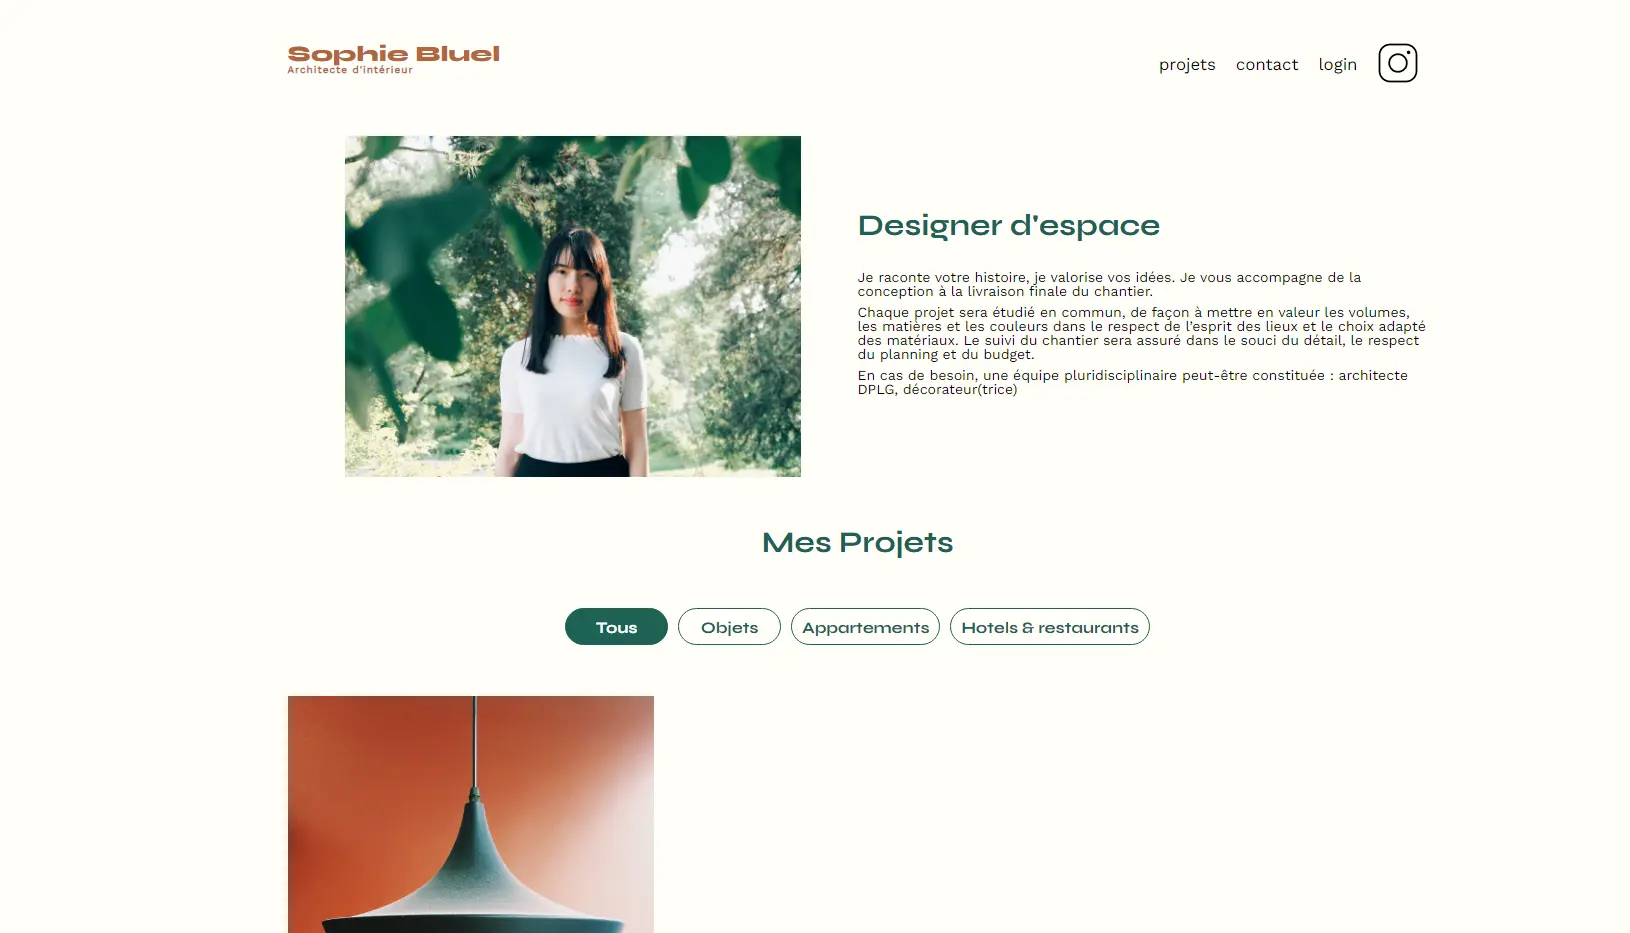 Sophie Bluel
Architecte d'intérieur
projets
contact
login
Designer d'espace
Je raconte votre histoire, je valorise vos idées. Je vous accompagne de la
conception à la livraison finale du chantier.
Chaque projet sera étudié en commun, de façon à mettre en valeur les volumes,
les matières et les couleurs dans le respect de l’esprit des lieux et le choix adapté
des matériaux. Le suivi du chantier sera assuré dans le souci du détail, le respect
du planning et du budget.
En cas de besoin, une équipe pluridisciplinaire peut-être constituée : architecte
DPLG, décorateur(trice)
Mes Projets
Tous
Objets
Appartements
Hotels & restaurants